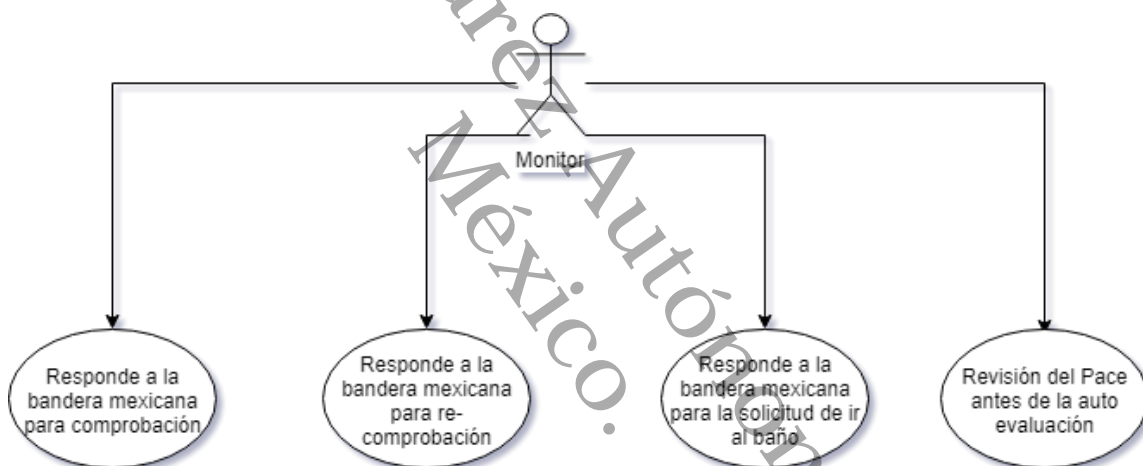 Monitor
Responde a la
bandera mexicana
para comprobación
Responde a la
bandera mexicana
para re-
comprobación
Responde a la
bandera mexicana
para la solicitud de ir
al baño
Revisión del Pace
antes de la auto
evaluación
México.